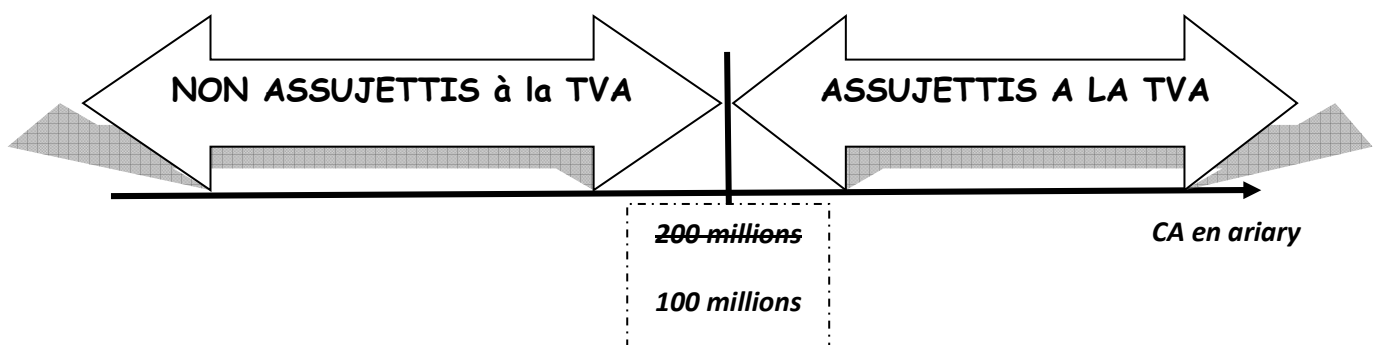 NON ASSUJETTIS à la TVA
ASSUJETTIS A LA TVA
200 millions
CA en ariary
100 millions